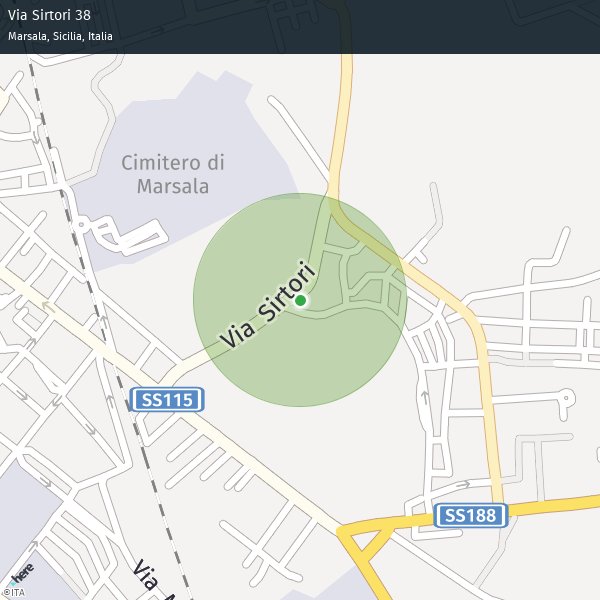 Via Sirtori 38
Marsala, Sicilia, Italia
Cimitero di
Marsala
Via Sirtori
SS115
SS188
Via
here
©ITA